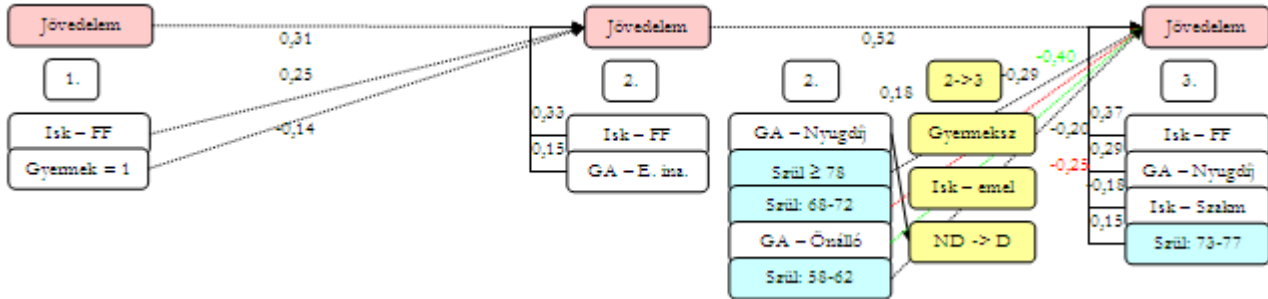 Jövedelem
0,31
Jövedelem
0,52
Jövedelem
1.
0,25
2.
2.
2->3
-0,40
-0,29
3.
0,18
-0,14
0,33
0,37
Isk – FF
Isk – FF
GA – Nyugdíj
Gyermeksz
-0,20
Isk – FF
0,15
0,29
Gyermek = 1
GA – E. ina.
Szül ≥ 78
-0,25
GA – Nyugdíj
Isk – emel
-0,18
Szül: 68-72
Isk – Szakm
0,15
GA – Önálló
ND -> D
Szül: 73-77
Szül: 58-62